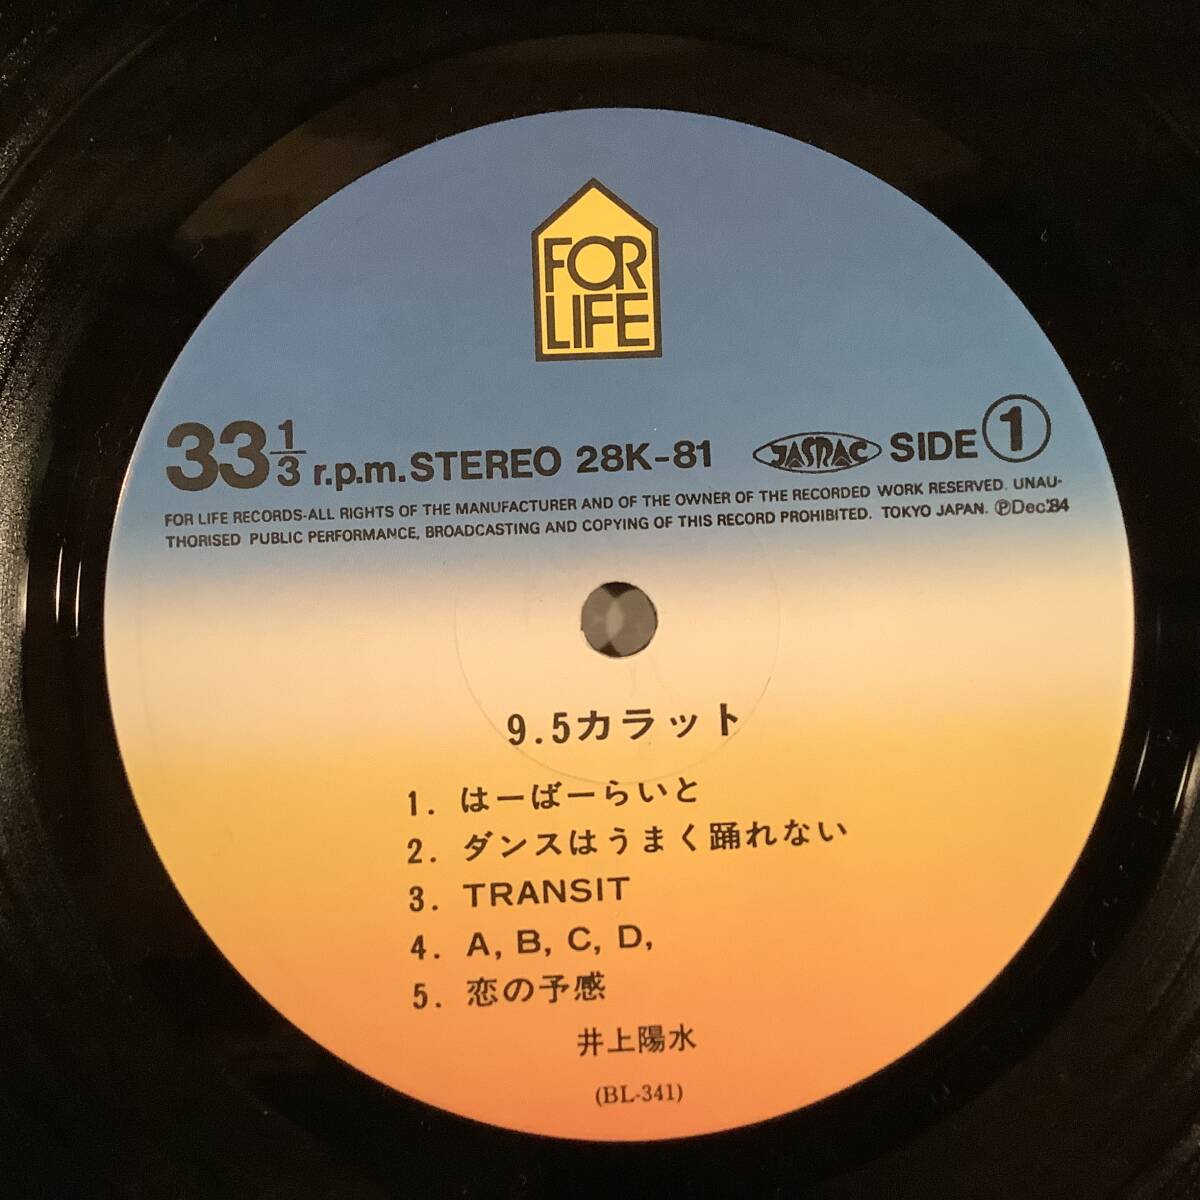 FOR
LIFE
33 1/3 r.p.m. STEREO 28K-81 JASRAC SIDE ①
FOR LIFE RECORDS-ALL RIGHTS OF THE MANUFACTURER AND OF THE OWNER OF THE RECORDED WORK RESERVED. UNAU-
THORISED PUBLIC PERFORMANCE, BROADCASTING AND COPYING OF THIS RECORD PROHIBITED. TOKYO JAPAN. ℗Dec.'84
9.5カラット
1. はーばーらいと
2. ダンスはうまく踊れない
3. TRANSIT
4. A, B, C, D,
5. 恋の予感
井上陽水
(BL-341)